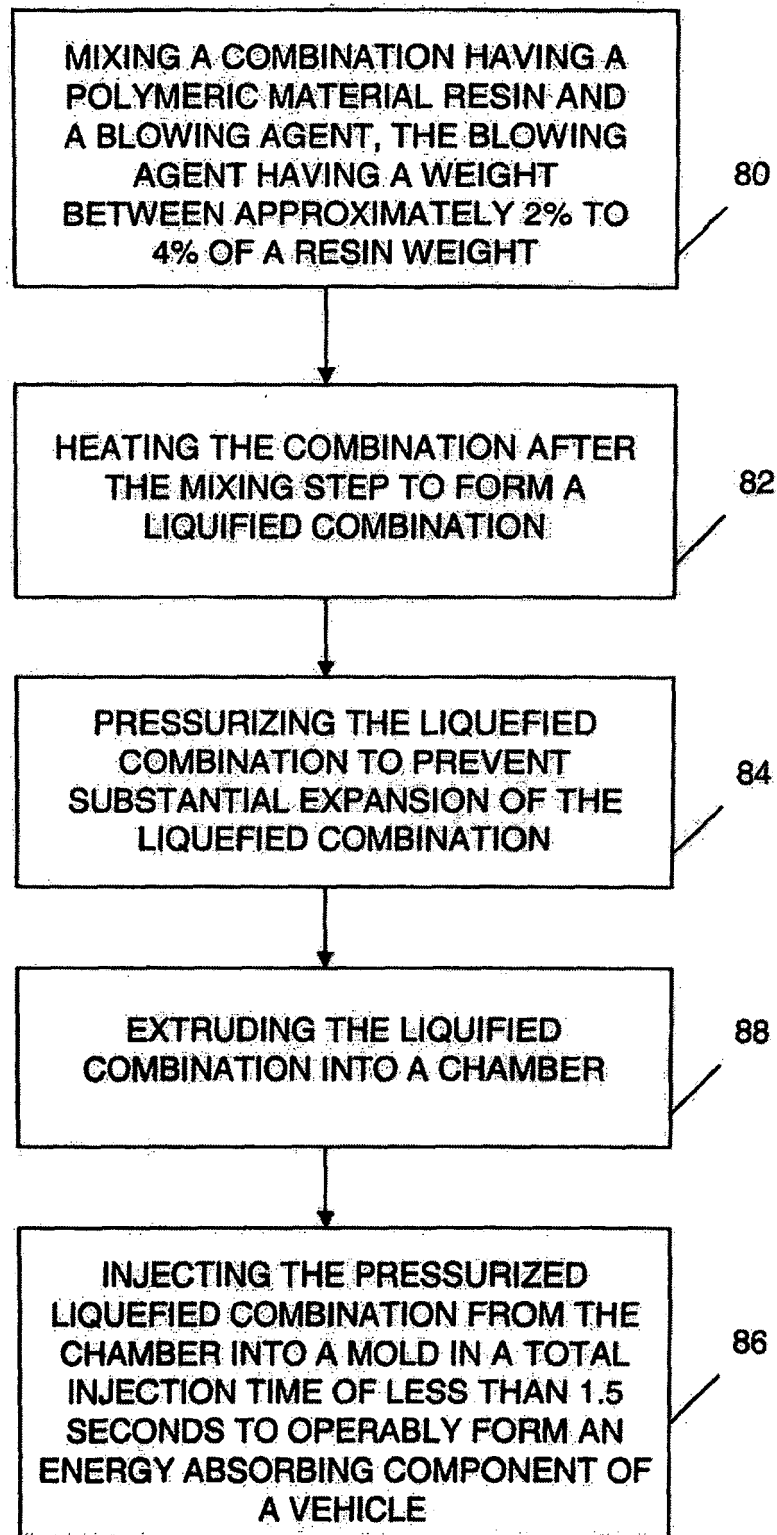 MIXING A COMBINATION HAVING A
POLYMERIC MATERIAL RESIN AND
A BLOWING AGENT, THE BLOWING
AGENT HAVING A WEIGHT
BETWEEN APPROXIMATELY 2% TO
4% OF A RESIN WEIGHT
80
HEATING THE COMBINATION AFTER
THE MIXING STEP TO FORM A
LIQUIFIED COMBINATION
82
PRESSURIZING THE LIQUEFIED
COMBINATION TO PREVENT
SUBSTANTIAL EXPANSION OF THE
LIQUEFIED COMBINATION
84
EXTRUDING THE LIQUIFIED
COMBINATION INTO A CHAMBER
88
INJECTING THE PRESSURIZED
LIQUEFIED COMBINATION FROM THE
CHAMBER INTO A MOLD IN A TOTAL
INJECTION TIME OF LESS THAN 1.5
SECONDS TO OPERABLY FORM AN
ENERGY ABSORBING COMPONENT OF
A VEHICLE
86